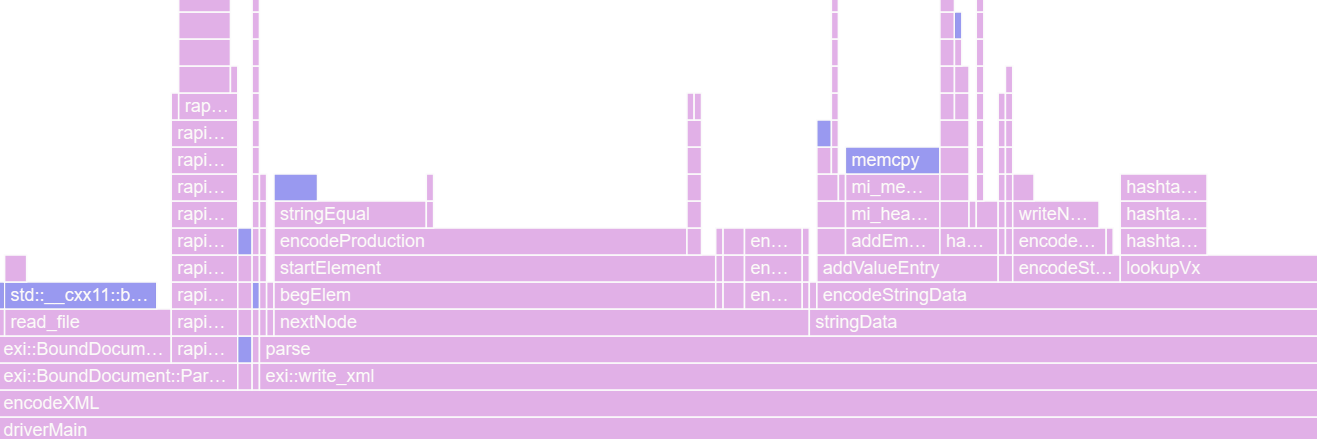 rap…
rapi…
rapi… memcpy
rapi… mi_me… hashta…
rapi… stringEqual mi_hea… writeN… hashta…
rapi… encodeProduction en… addEm… ha… encode… hashta…
rapi… startElement en… addValueEntry encodeSt… lookupVx
std::__cxx11::b… rapi… begElem en… encodeStringData
read_file rapi… nextNode stringData
exi::BoundDocum… rapi… parse
exi::BoundDocument::Par… exi::write_xml
encodeXML
driverMain